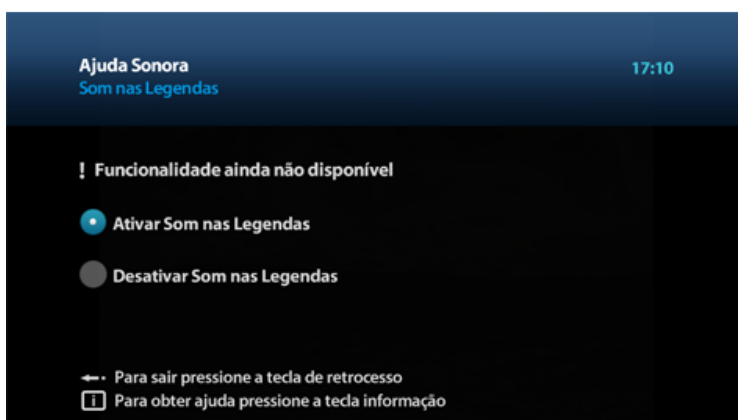 Ajuda Sonora
17:10
Som nas Legendas
! Funcionalidade ainda não disponível
Ativar Som nas Legendas
Desativar Som nas Legendas
Para sair pressione a tecla de retrocesso
i Para obter ajuda pressione a tecla informação